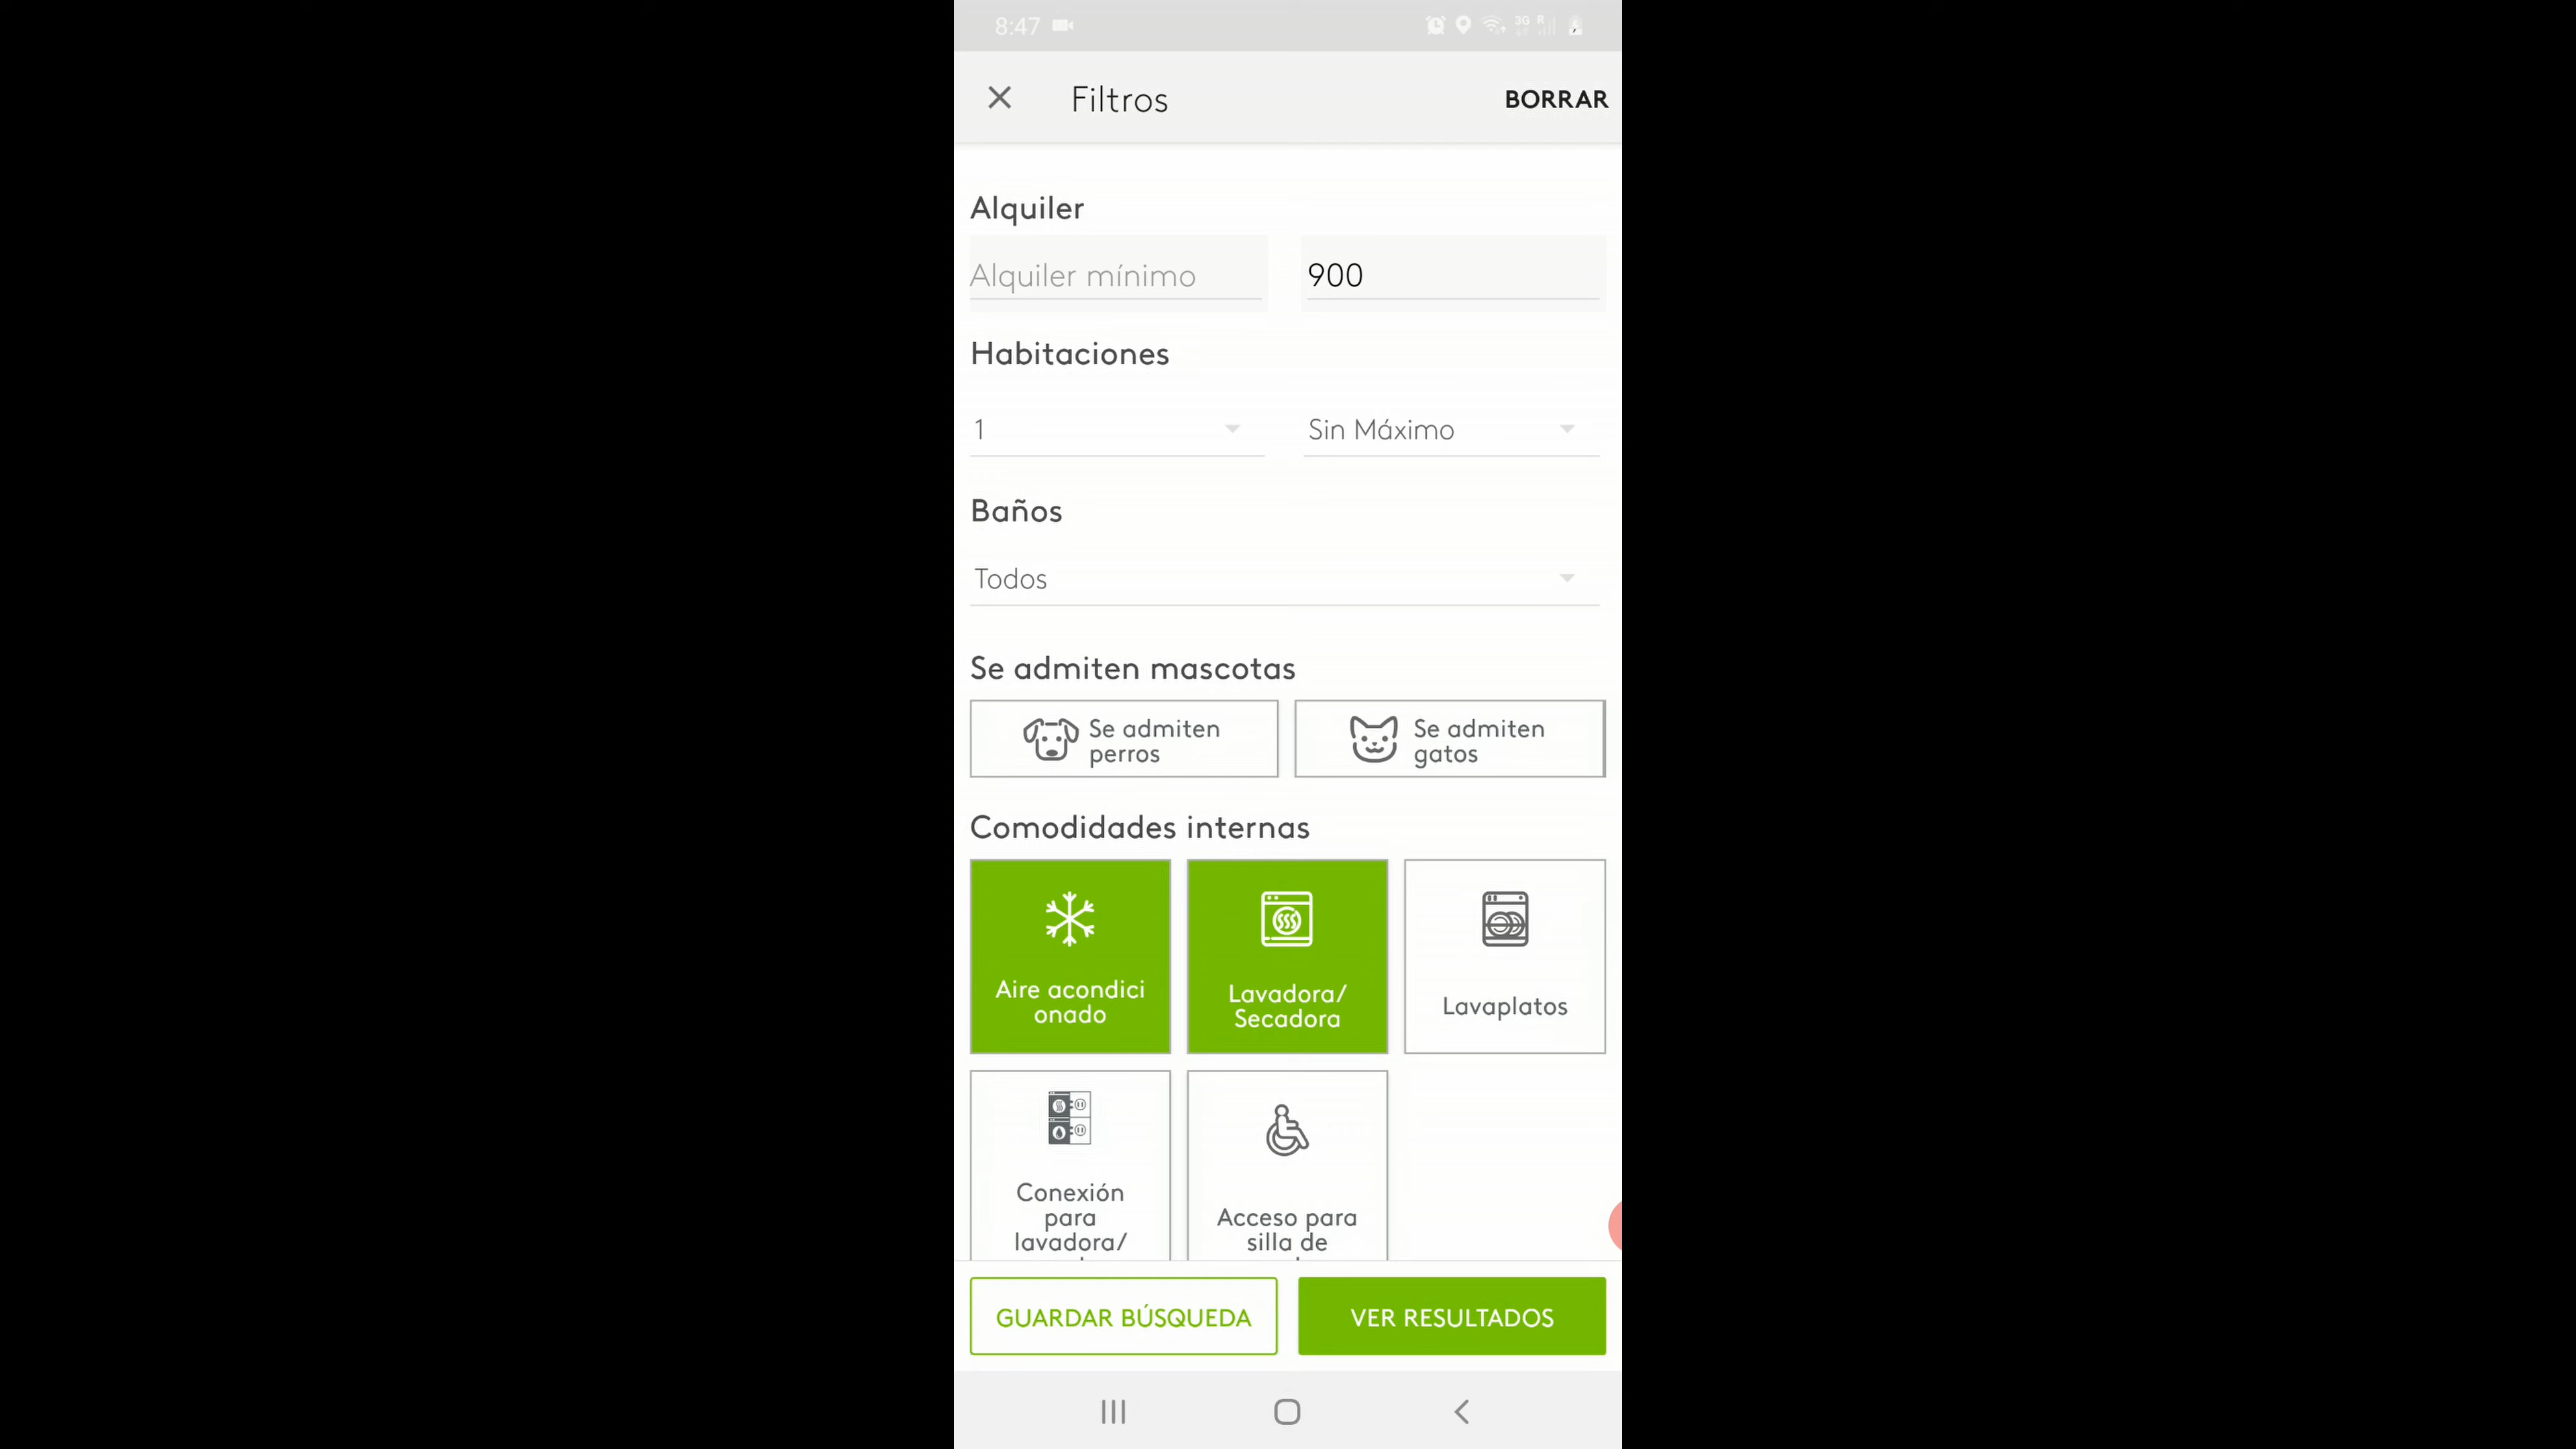 8:47
3G R
Filtros
BORRAR
Alquiler
Alquiler mínimo
900
Habitaciones
1
Sin Máximo
Baños
Todos
Se admiten mascotas
Se admiten
perros
Se admiten
gatos
Comodidades internas
Aire acondici
onado
Lavadora/
Secadora
Lavaplatos
Conexión
para
lavadora/
Acceso para
silla de
GUARDAR BÚSQUEDA
VER RESULTADOS